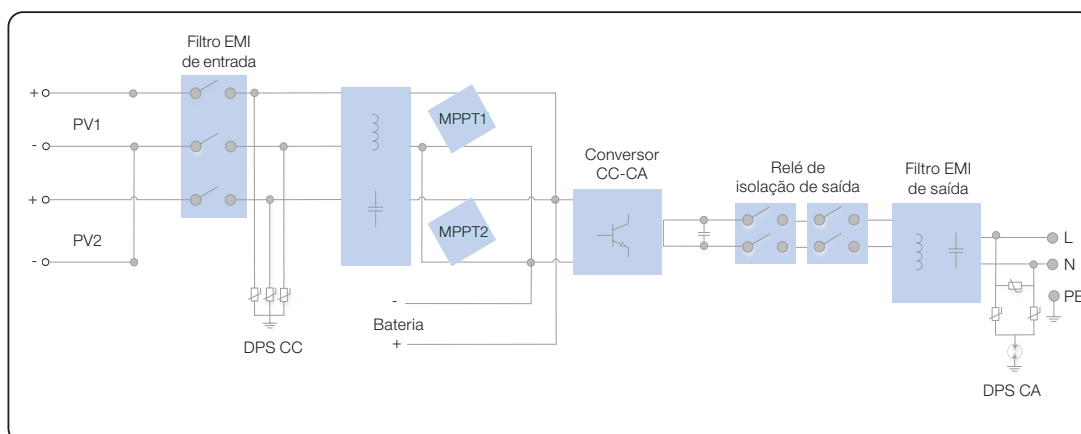 Filtro EMI
de entrada
+
PV1
-
+
PV2
-
MPPT1
MPPT2
Conversor
CC-CA
Relé de
isolação de saída
Filtro EMI
de saída
L
N
PE
-
Bateria
+
DPS CC
DPS CA